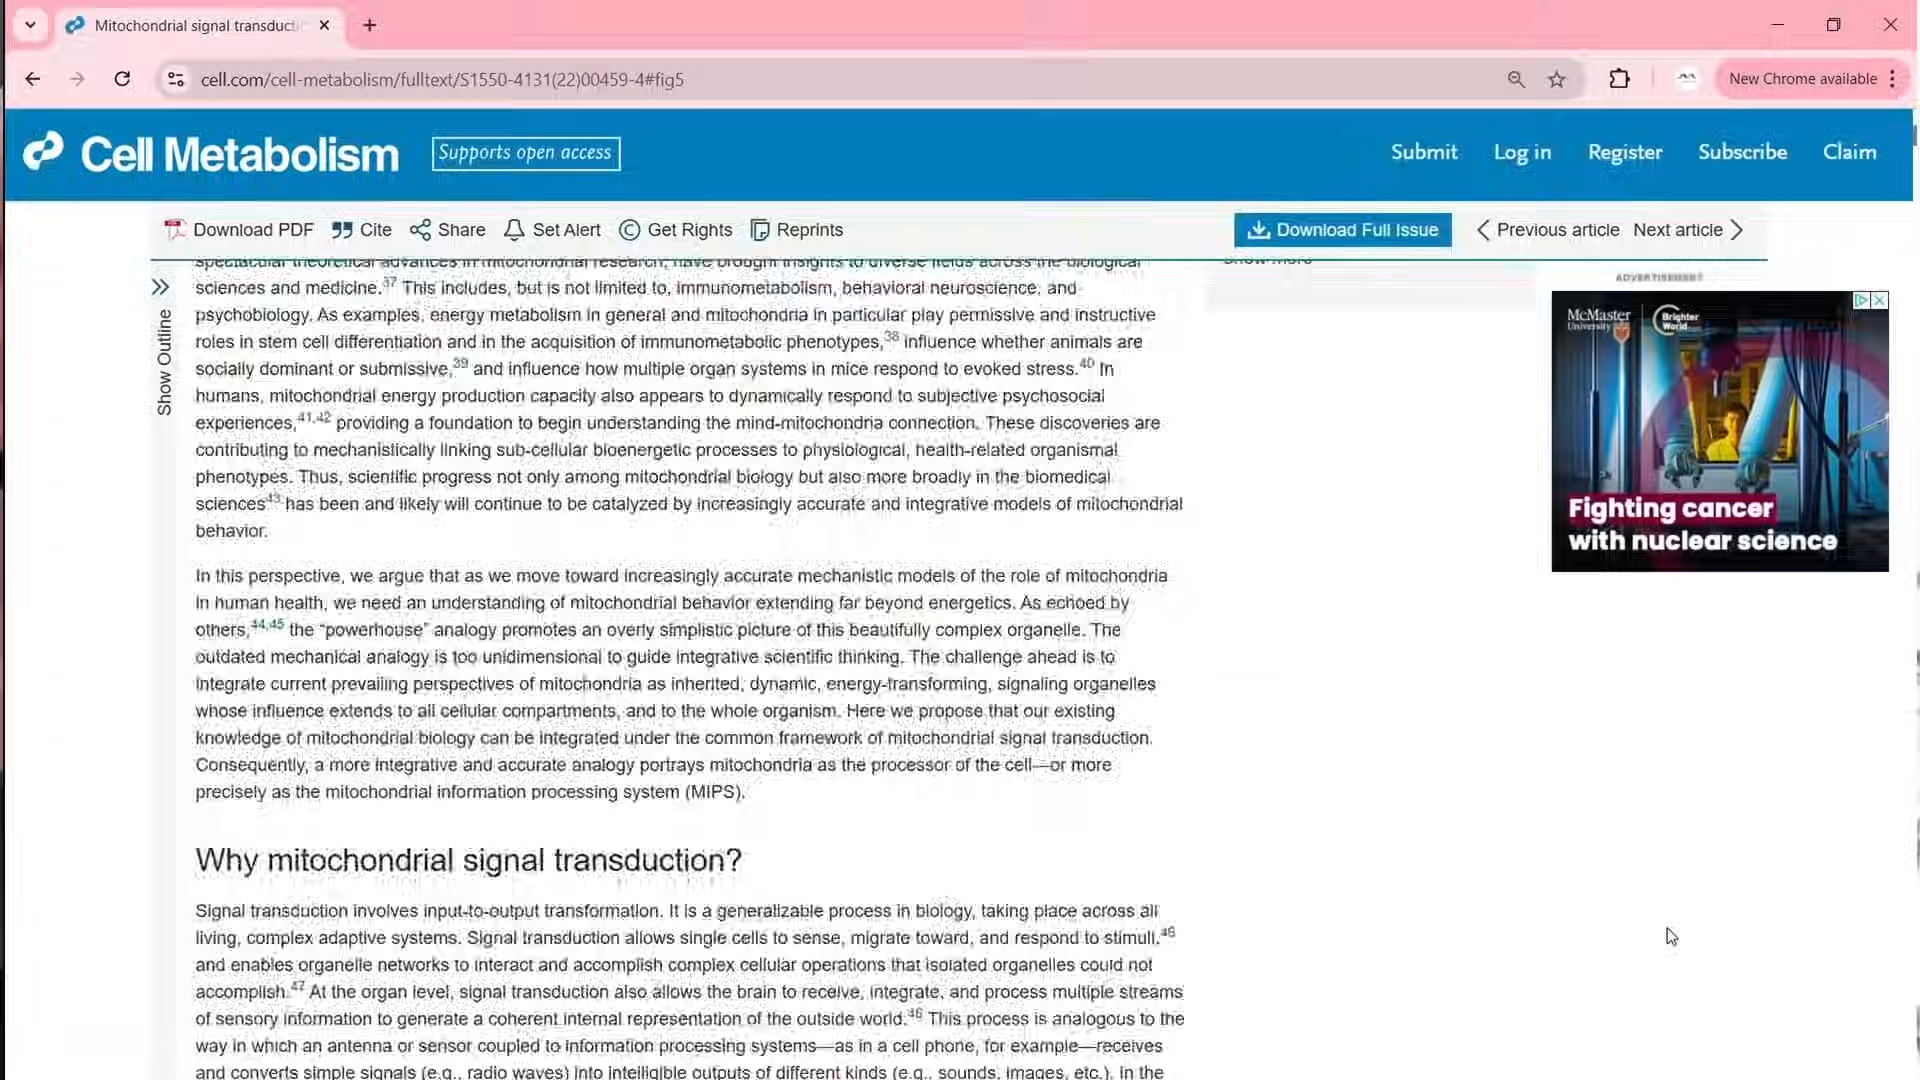 Mitochondrial signal transducti
cell.com/cell-metabolism/fulltext/S1550-4131(22)00459-4#fig5
New Chrome available
Cell Metabolism
Supports open access
Submit
Log in
Register
Subscribe
Claim
Download PDF
Cite
Share
Set Alert
Get Rights
Reprints
Download Full Issue
Previous article
Next article
Show Outline
spectacular theoretical advances in mitochondrial research, have brought insights to diverse fields across the biological
sciences and medicine.37 This includes, but is not limited to, immunometabolism, behavioral neuroscience, and
psychobiology. As examples, energy metabolism in general and mitochondria in particular play permissive and instructive
roles in stem cell differentiation and in the acquisition of immunometabolic phenotypes,38 influence whether animals are
socially dominant or submissive,39 and influence how multiple organ systems in mice respond to evoked stress.40 In
humans, mitochondrial energy production capacity also appears to dynamically respond to subjective psychosocial
experiences,41,42 providing a foundation to begin understanding the mind-mitochondria connection. These discoveries are
contributing to mechanistically linking sub-cellular bioenergetic processes to physiological, health-related organismal
phenotypes. Thus, scientific progress not only among mitochondrial biology but also more broadly in the biomedical
sciences43 has been and likely will continue to be catalyzed by increasingly accurate and integrative models of mitochondrial
behavior.
In this perspective, we argue that as we move toward increasingly accurate mechanistic models of the role of mitochondria
in human health, we need an understanding of mitochondrial behavior extending far beyond energetics. As echoed by
others,44,45 the “powerhouse” analogy promotes an overly simplistic picture of this beautifully complex organelle. The
outdated mechanical analogy is too unidimensional to guide integrative scientific thinking. The challenge ahead is to
integrate current prevailing perspectives of mitochondria as inherited, dynamic, energy-transforming, signaling organelles
whose influence extends to all cellular compartments, and to the whole organism. Here we propose that our existing
knowledge of mitochondrial biology can be integrated under the common framework of mitochondrial signal transduction.
Consequently, a more integrative and accurate analogy portrays mitochondria as the processor of the cell—or more
precisely as the mitochondrial information processing system (MIPS).
Why mitochondrial signal transduction?
Signal transduction involves input-to-output transformation. It is a generalizable process in biology, taking place across all
living, complex adaptive systems. Signal transduction allows single cells to sense, migrate toward, and respond to stimuli,46
and enables organelle networks to interact and accomplish complex cellular operations that isolated organelles could not
accomplish.47 At the organ level, signal transduction also allows the brain to receive, integrate, and process multiple streams
of sensory information to generate a coherent internal representation of the outside world.48 This process is analogous to the
way in which an antenna or sensor coupled to information processing systems—as in a cell phone, for example—receives
and converts simple signals (e.g., radio waves) into intelligible outputs of different kinds (e.g., sounds, images, etc.). In the
Show more
ADVERTISEMENT
McMaster
University
Brighter
World
Fighting cancer
with nuclear science